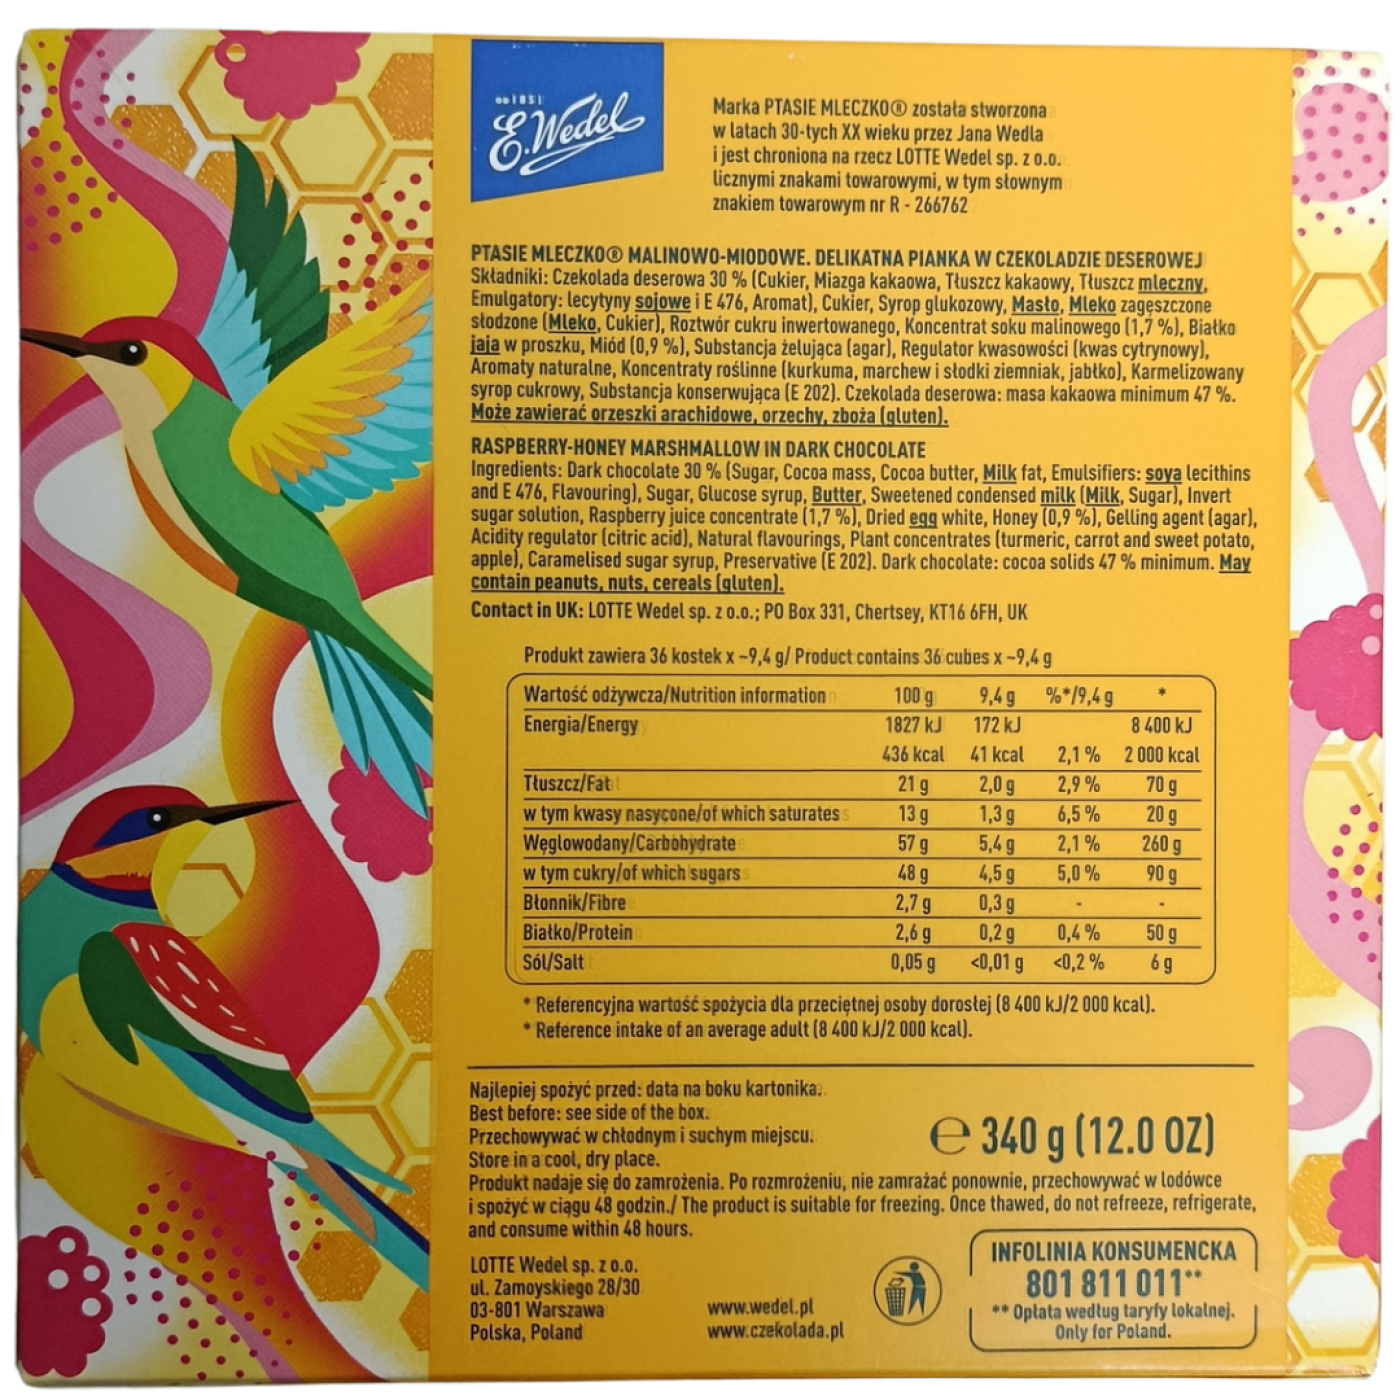 OD 1851
E.Wedel
Marka PTASIE MLECZKO® została stworzona
w latach 30-tych XX wieku przez Jana Wedla
i jest chroniona na rzecz LOTTE Wedel sp. z o.o.
licznymi znakami towarowymi, w tym słownym
znakiem towarowym nr R - 266762
PTASIE MLECZKO® MALINOWO-MIODOWE. DELIKATNA PIANKA W CZEKOLADZIE DESEROWEJ
Składniki: Czekolada deserowa 30 % (Cukier, Miazga kakaowa, Tłuszcz kakaowy, Tłuszcz mleczny,
Emulgatory: lecytyny sojowe i E 476, Aromat), Cukier, Syrop glukozowy, Masło, Mleko zagęszczone
słodzone (Mleko, Cukier), Roztwór cukru inwertowanego, Koncentrat soku malinowego (1,7 %), Białko
jaja w proszku, Miód (0,9 %), Substancja żelująca (agar), Regulator kwasowości (kwas cytrynowy),
Aromaty naturalne, Koncentraty roślinne (kurkuma, marchew i słodki ziemniak, jabłko), Karmelizowany
syrop cukrowy, Substancja konserwująca (E 202). Czekolada deserowa: masa kakaowa minimum 47 %.
Może zawierać orzeszki arachidowe, orzechy, zboża (gluten).
RASPBERRY-HONEY MARSHMALLOW IN DARK CHOCOLATE
Ingredients: Dark chocolate 30 % (Sugar, Cocoa mass, Cocoa butter, Milk fat, Emulsifiers: soya lecithins
and E 476, Flavouring), Sugar, Glucose syrup, Butter, Sweetened condensed milk (Milk, Sugar), Invert
sugar solution, Raspberry juice concentrate (1,7 %), Dried egg white, Honey (0,9 %), Gelling agent (agar),
Acidity regulator (citric acid), Natural flavourings, Plant concentrates (turmeric, carrot and sweet potato,
apple), Caramelised sugar syrup, Preservative (E 202). Dark chocolate: cocoa solids 47 % minimum. May
contain peanuts, nuts, cereals (gluten).
Contact in UK: LOTTE Wedel sp. z o.o.; PO Box 331, Chertsey, KT16 6FH, UK
Produkt zawiera 36 kostek x ~9,4 g/ Product contains 36 cubes x ~9,4 g
Wartość odżywcza/Nutrition information 100 g 9,4 g %*/9,4 g *
Energia/Energy 1827 kJ 172 kJ 8 400 kJ
436 kcal 41 kcal 2,1 % 2 000 kcal
Tłuszcz/Fat 21 g 2,0 g 2,9 % 70 g
w tym kwasy nasycone/of which saturates 13 g 1,3 g 6,5 % 20 g
Węglowodany/Carbohydrate 57 g 5,4 g 2,1 % 260 g
w tym cukry/of which sugars 48 g 4,5 g 5,0 % 90 g
Błonnik/Fibre 2,7 g 0,3 g - -
Białko/Protein 2,6 g 0,2 g 0,4 % 50 g
Sól/Salt 0,05 g <0,01 g <0,2 % 6 g
* Referencyjna wartość spożycia dla przeciętnej osoby dorosłej (8 400 kJ/2 000 kcal).
* Reference intake of an average adult (8 400 kJ/2 000 kcal).
Najlepiej spożyć przed: data na boku kartonika.
Best before: see side of the box.
Przechowywać w chłodnym i suchym miejscu.
Store in a cool, dry place.
℮ 340 g (12.0 OZ)
Produkt nadaje się do zamrożenia. Po rozmrożeniu, nie zamrażać ponownie, przechowywać w lodówce
i spożyć w ciągu 48 godzin./ The product is suitable for freezing. Once thawed, do not refreeze, refrigerate,
and consume within 48 hours.
LOTTE Wedel sp. z o.o.
ul. Zamoyskiego 28/30
03-801 Warszawa
Polska, Poland
www.wedel.pl
www.czekolada.pl
INFOLINIA KONSUMENCKA
801 811 011**
** Opłata według taryfy lokalnej.
Only for Poland.